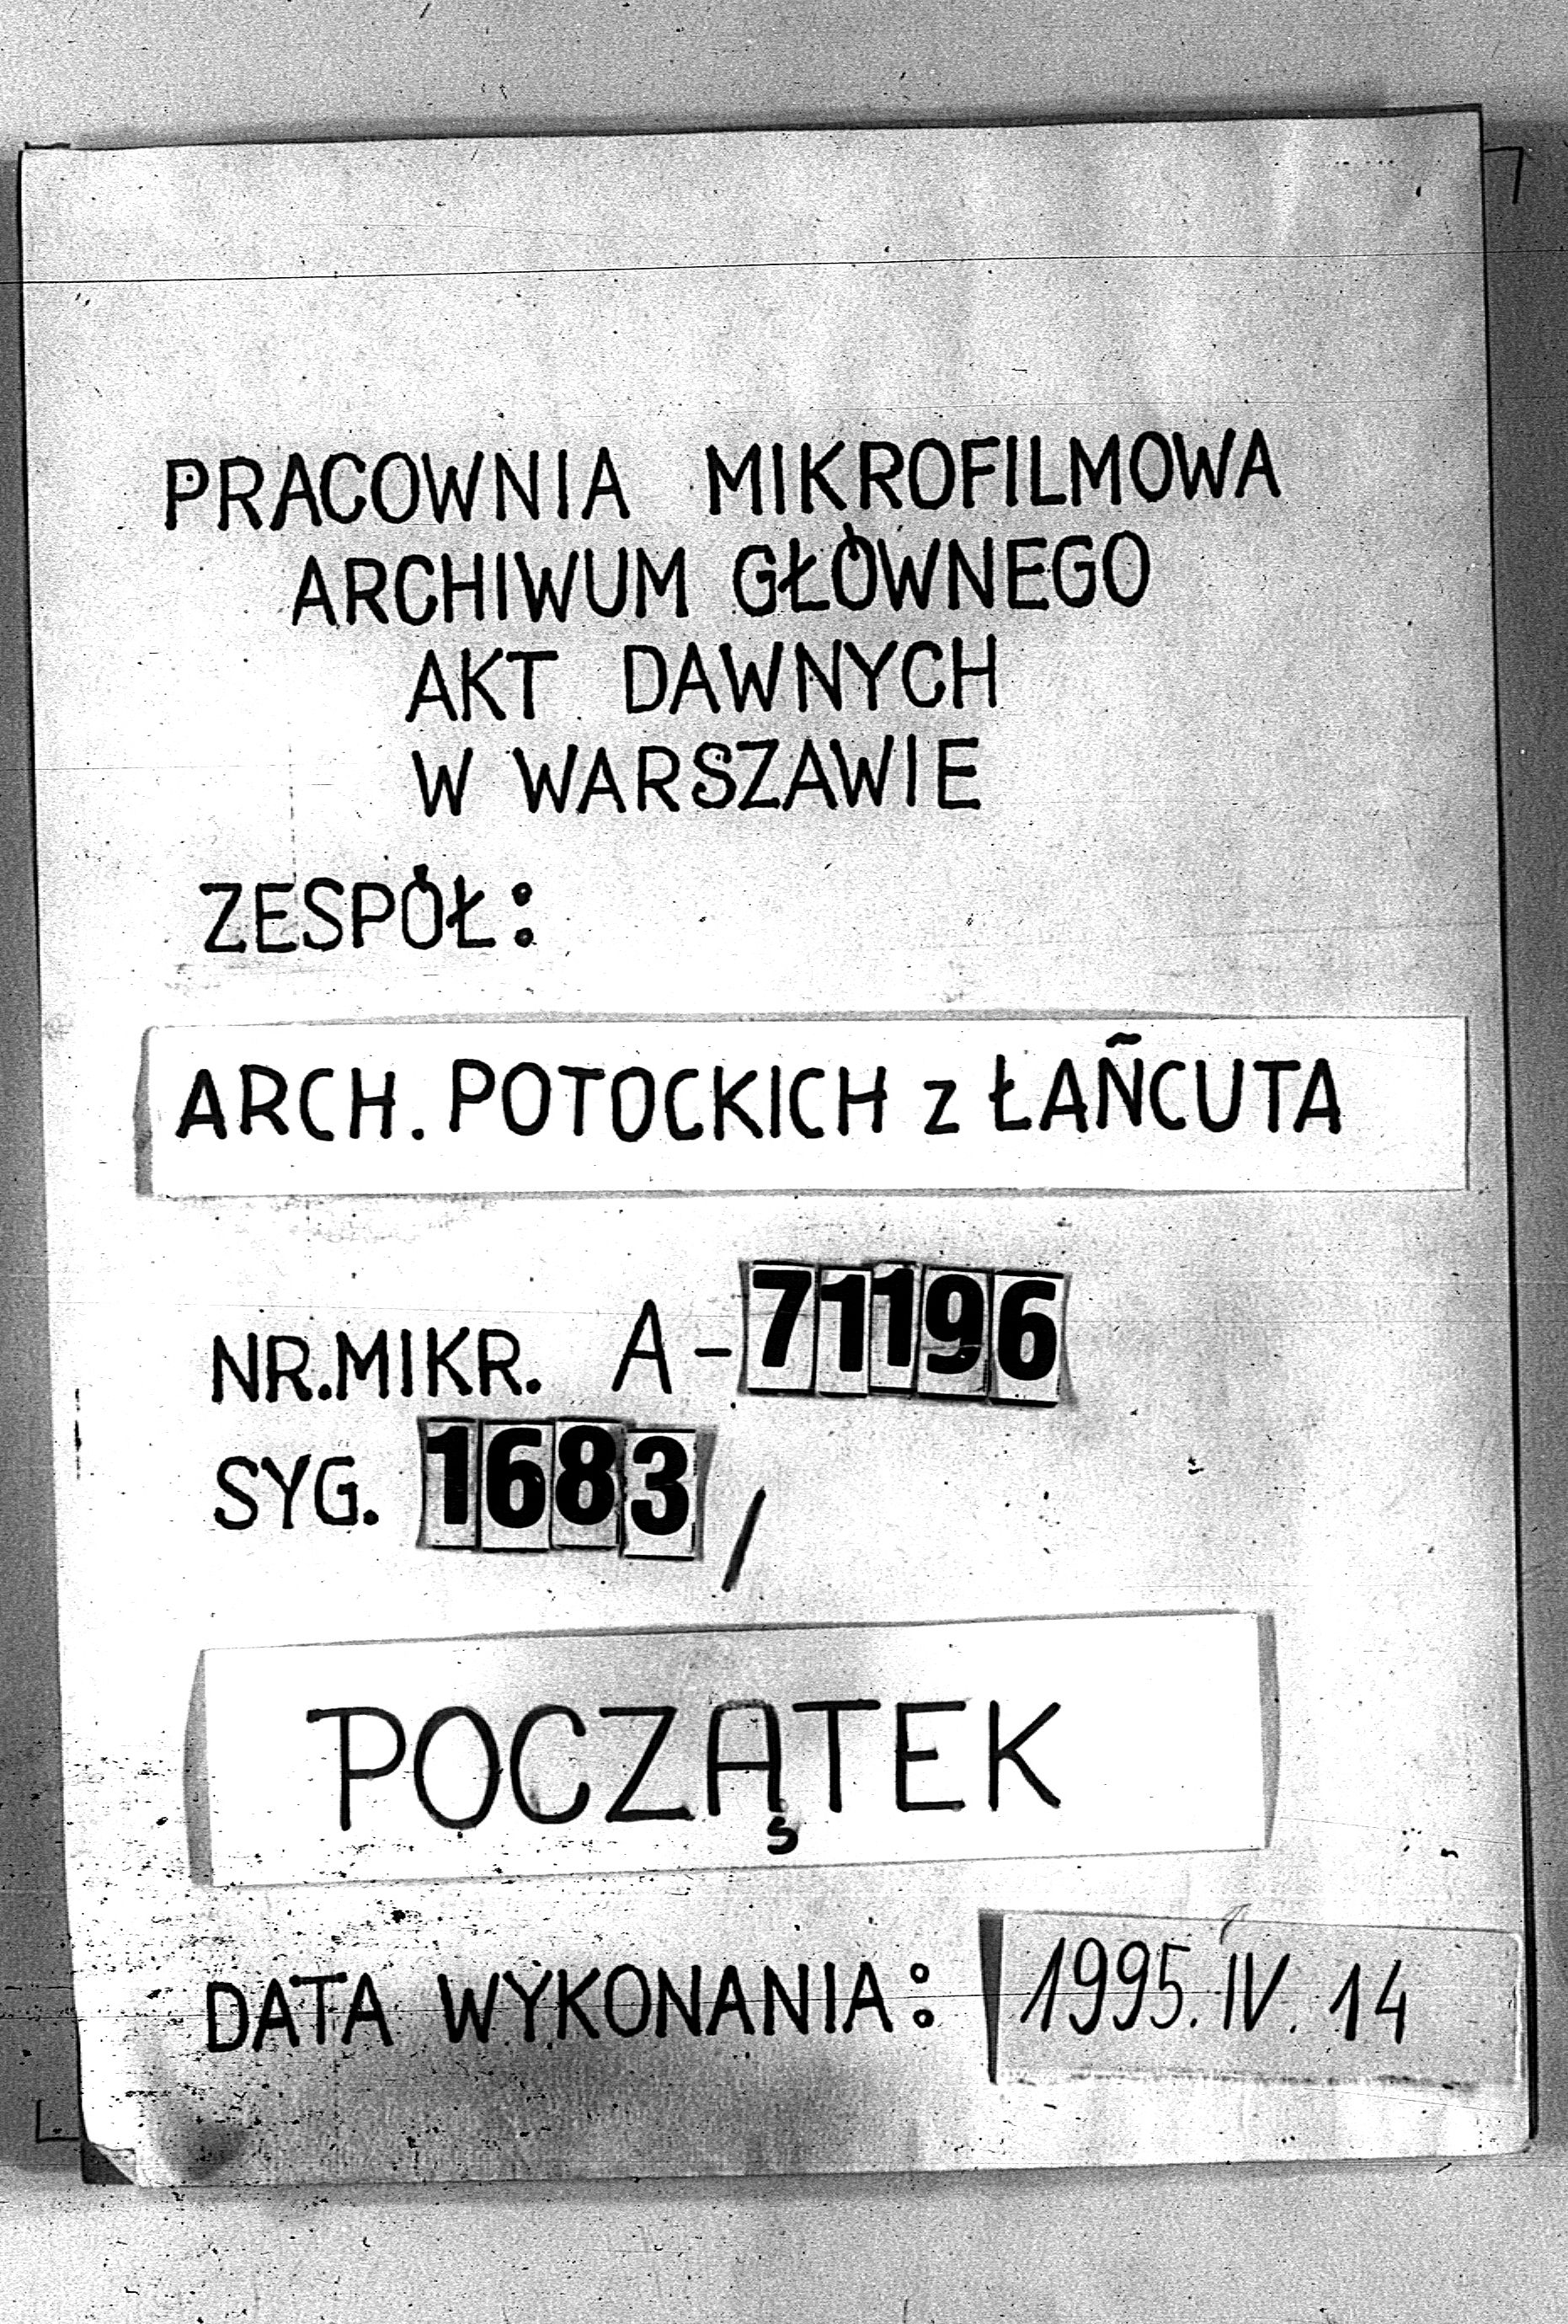 PRACOWNIA MIKROFILMOWA
ARCHIWUM GŁÓWNEGO
AKT DAWNYCH
W WARSZAWIE
ZESPÓŁ:
ARCH. POTOCKICH z ŁAŃCUTA
NR.MIKR. A-71196
SYG. 1683/
POCZĄTEK
DATA WYKONANIA: 1995.IV.14